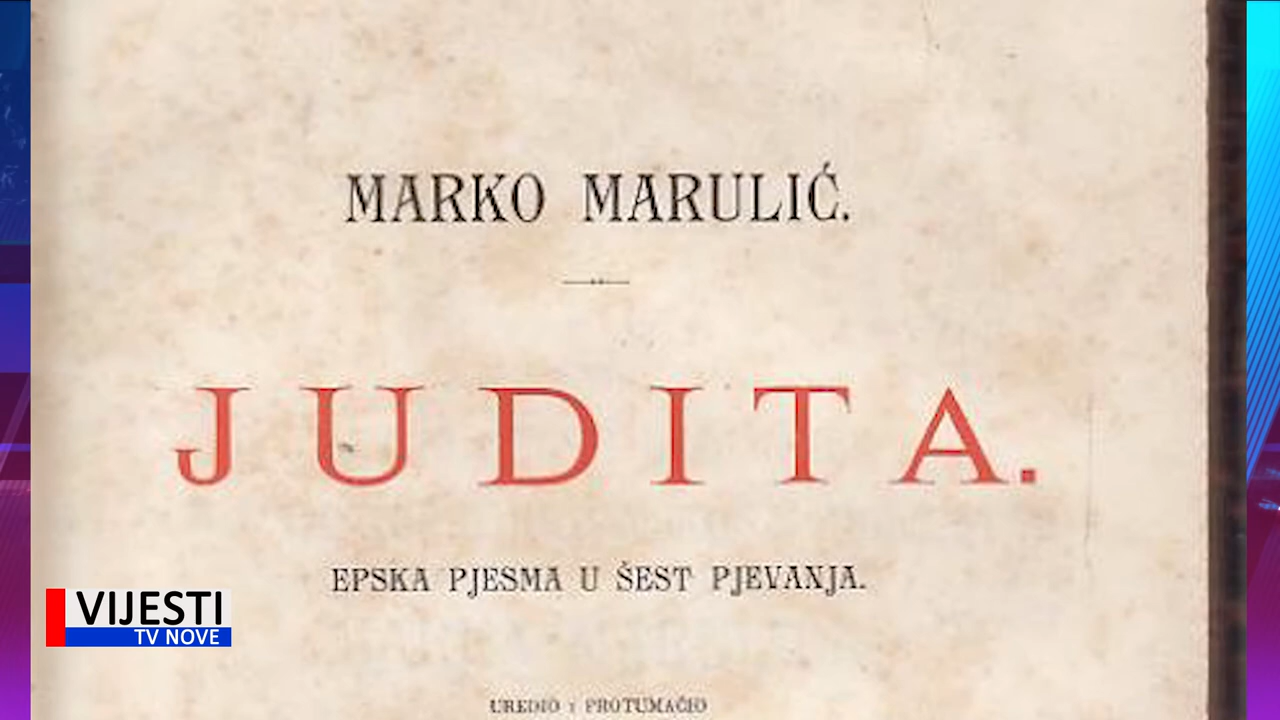 MARKO MARULIĆ.
JUDITA.
EPSKA PJESMA U ŠEST PJEVANJA.
VIJESTI
TV NOVE
UREDIO I PROTUMAČIO